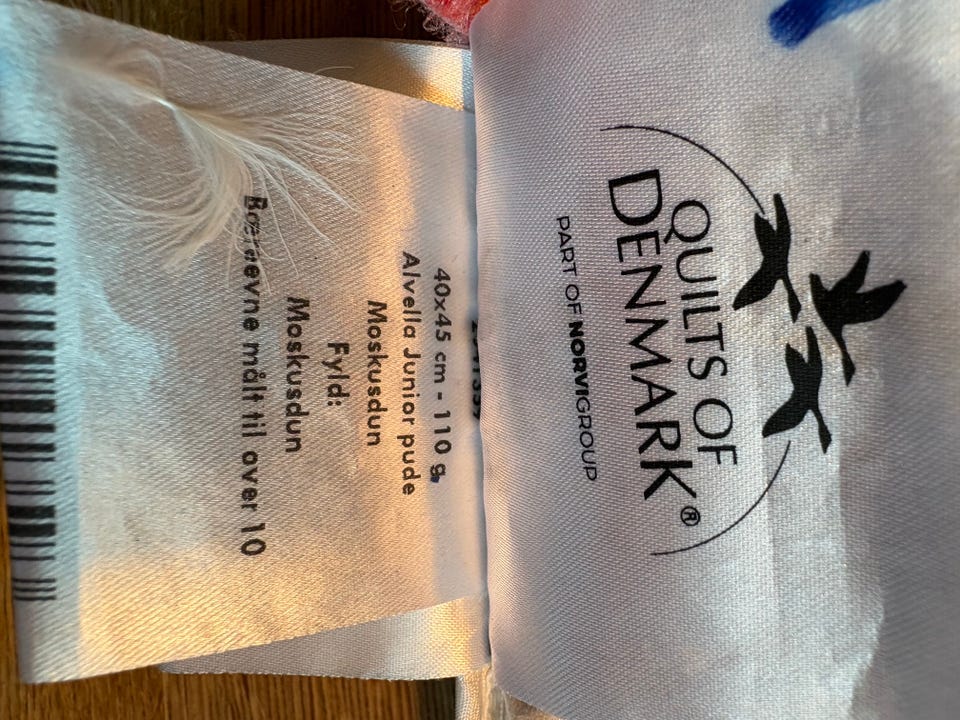 QUILTS OF
DENMARK®
PART OF NORVIGROUP
40x45 cm - 110 g.
Alvella Junior pude
Moskusdun
Fyld:
Moskusdun
Bæreevne målt til over 10